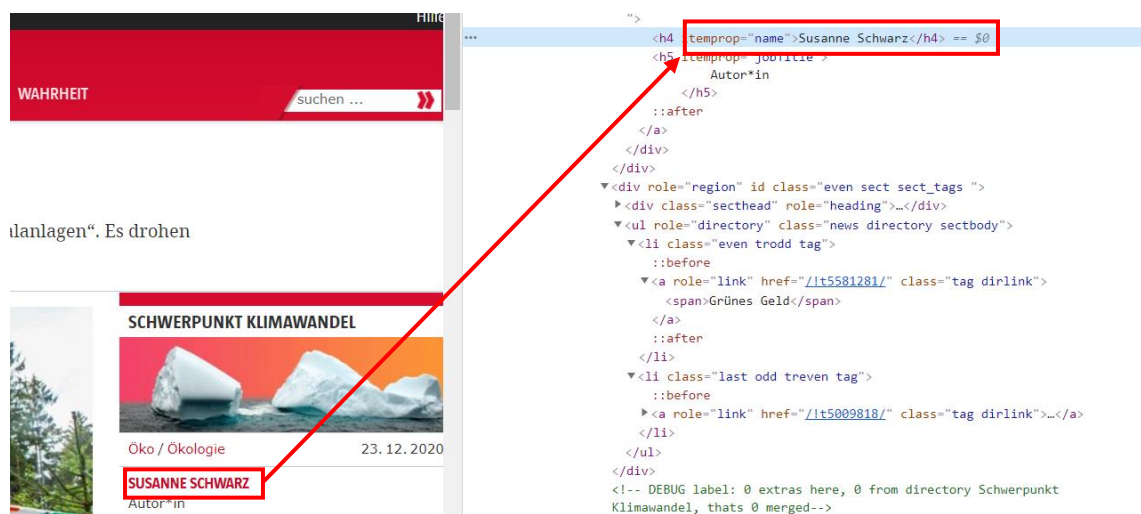 Hilfe
WAHRHEIT
suchen ...
alanlagen“. Es drohen
SCHWERPUNKT KLIMAWANDEL
Öko / Ökologie 23. 12. 2020
SUSANNE SCHWARZ
Autor*in
">
... <h4 itemprop="name">Susanne Schwarz</h4> == $0
<h5 itemprop="jobTitle">
Autor*in
</h5>
::after
</a>
</div>
</div>
▼<div role="region" id class="even sect sect_tags ">
▶<div class="secthead" role="heading">…</div>
▼<ul role="directory" class="news directory sectbody">
▼<li class="even trodd tag">
::before
▼<a role="link" href="/!t5581281/" class="tag dirlink">
<span>Grünes Geld</span>
</a>
::after
</li>
▼<li class="last odd treven tag">
::before
▶<a role="link" href="/!t5009818/" class="tag dirlink">…</a>
</li>
</ul>
</div>
<!-- DEBUG label: 0 extras here, 0 from directory Schwerpunkt
Klimawandel, thats 0 merged-->